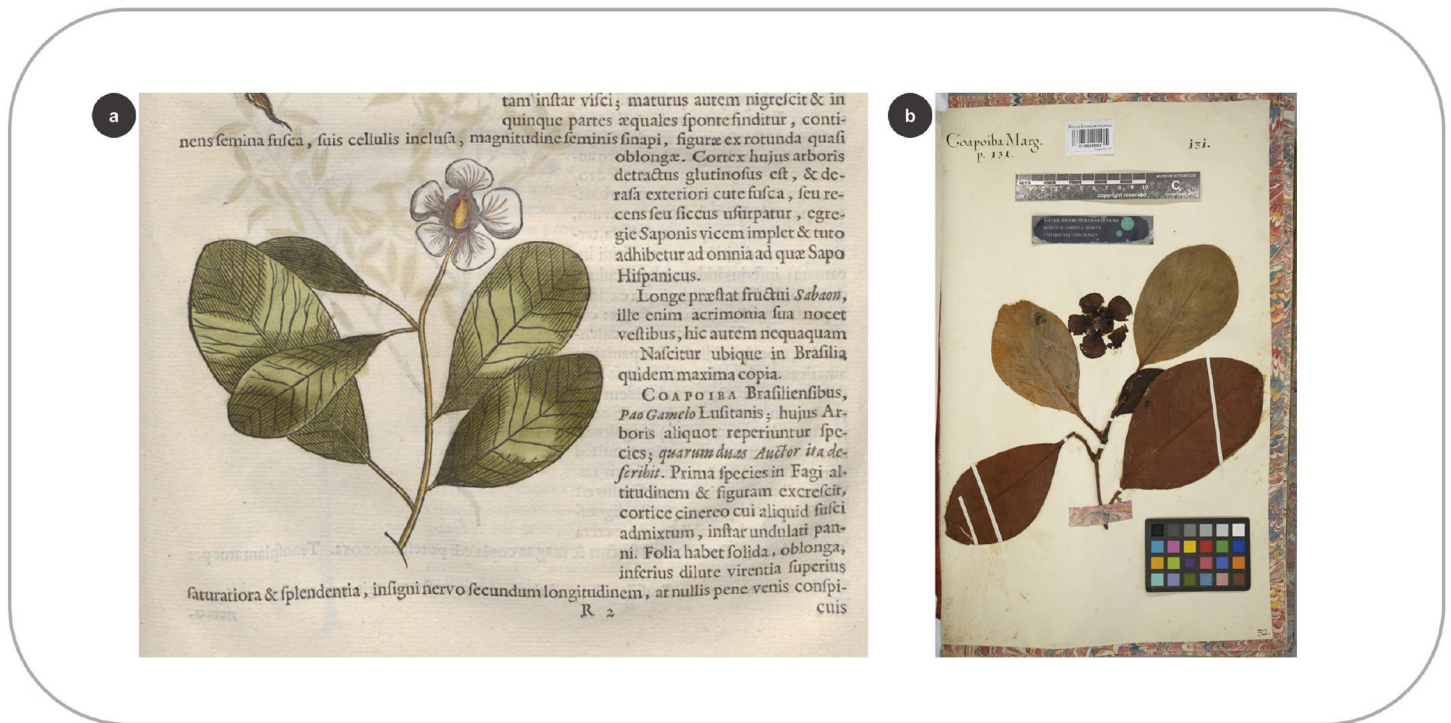 a
tam inſtar viſci; maturus autem nigreſcit & in
quinque partes æquales ſponte finditur, conti-
nens ſemina fuſca, ſuis cellulis incluſa, magnitudine ſeminis ſinapi, figuræ ex rotunda quaſi
oblongæ. Cortex hujus arboris
detractus glutinoſus eſt, & de-
raſa exteriori cute fuſca, ſeu re-
cens ſeu ſiccus uſurpatur, egre-
gie Saponis vicem implet & tuto
adhibetur ad omnia ad quæ Sapo
Hiſpanicus.
Longe præſtat fructui Sabaon,
ille enim acrimonia ſua nocet
veſtibus, hic autem nequaquam
Naſcitur ubique in Braſilia
quidem maxima copia.
COAPOIBA Braſilienſibus,
Pao Gamelo Luſitanis; hujus Ar-
boris aliquot reperiuntur ſpe-
cies; quarum duas Auctor ita de-
ſcribit. Prima ſpecies in Fagi al-
titudinem & figuram excreſcit,
cortice cinereo cui aliquid fuſci
admixtum, inſtar undulati pan-
ni. Folia habet ſolida, oblonga,
inferius dilute virentia ſuperius
ſaturatiora & ſplendentia, inſigni nervo ſecundum longitudinem, at nullis pene venis conſpi-
R 2
cuis
b
Coapoiba Marg.
p. 131.
131.
copyright reserved
C
32